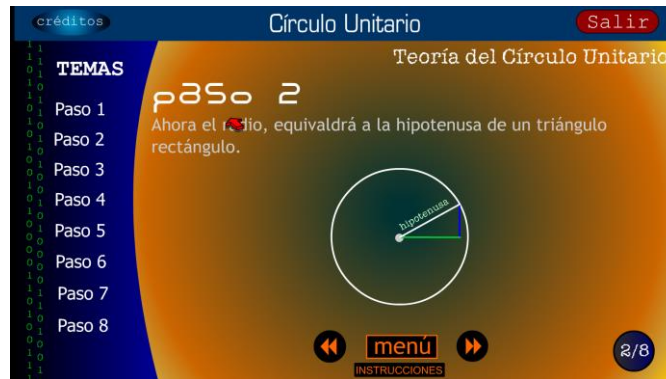 créditos
Círculo Unitario
Salir
Teoría del Círculo Unitario
TEMAS
Paso 1
Paso 2
Paso 3
Paso 4
Paso 5
Paso 6
Paso 7
Paso 8
paso 2
Ahora el radio, equivaldrá a la hipotenusa de un triángulo
rectángulo.
hipotenusa
menú
INSTRUCCIONES
2/8